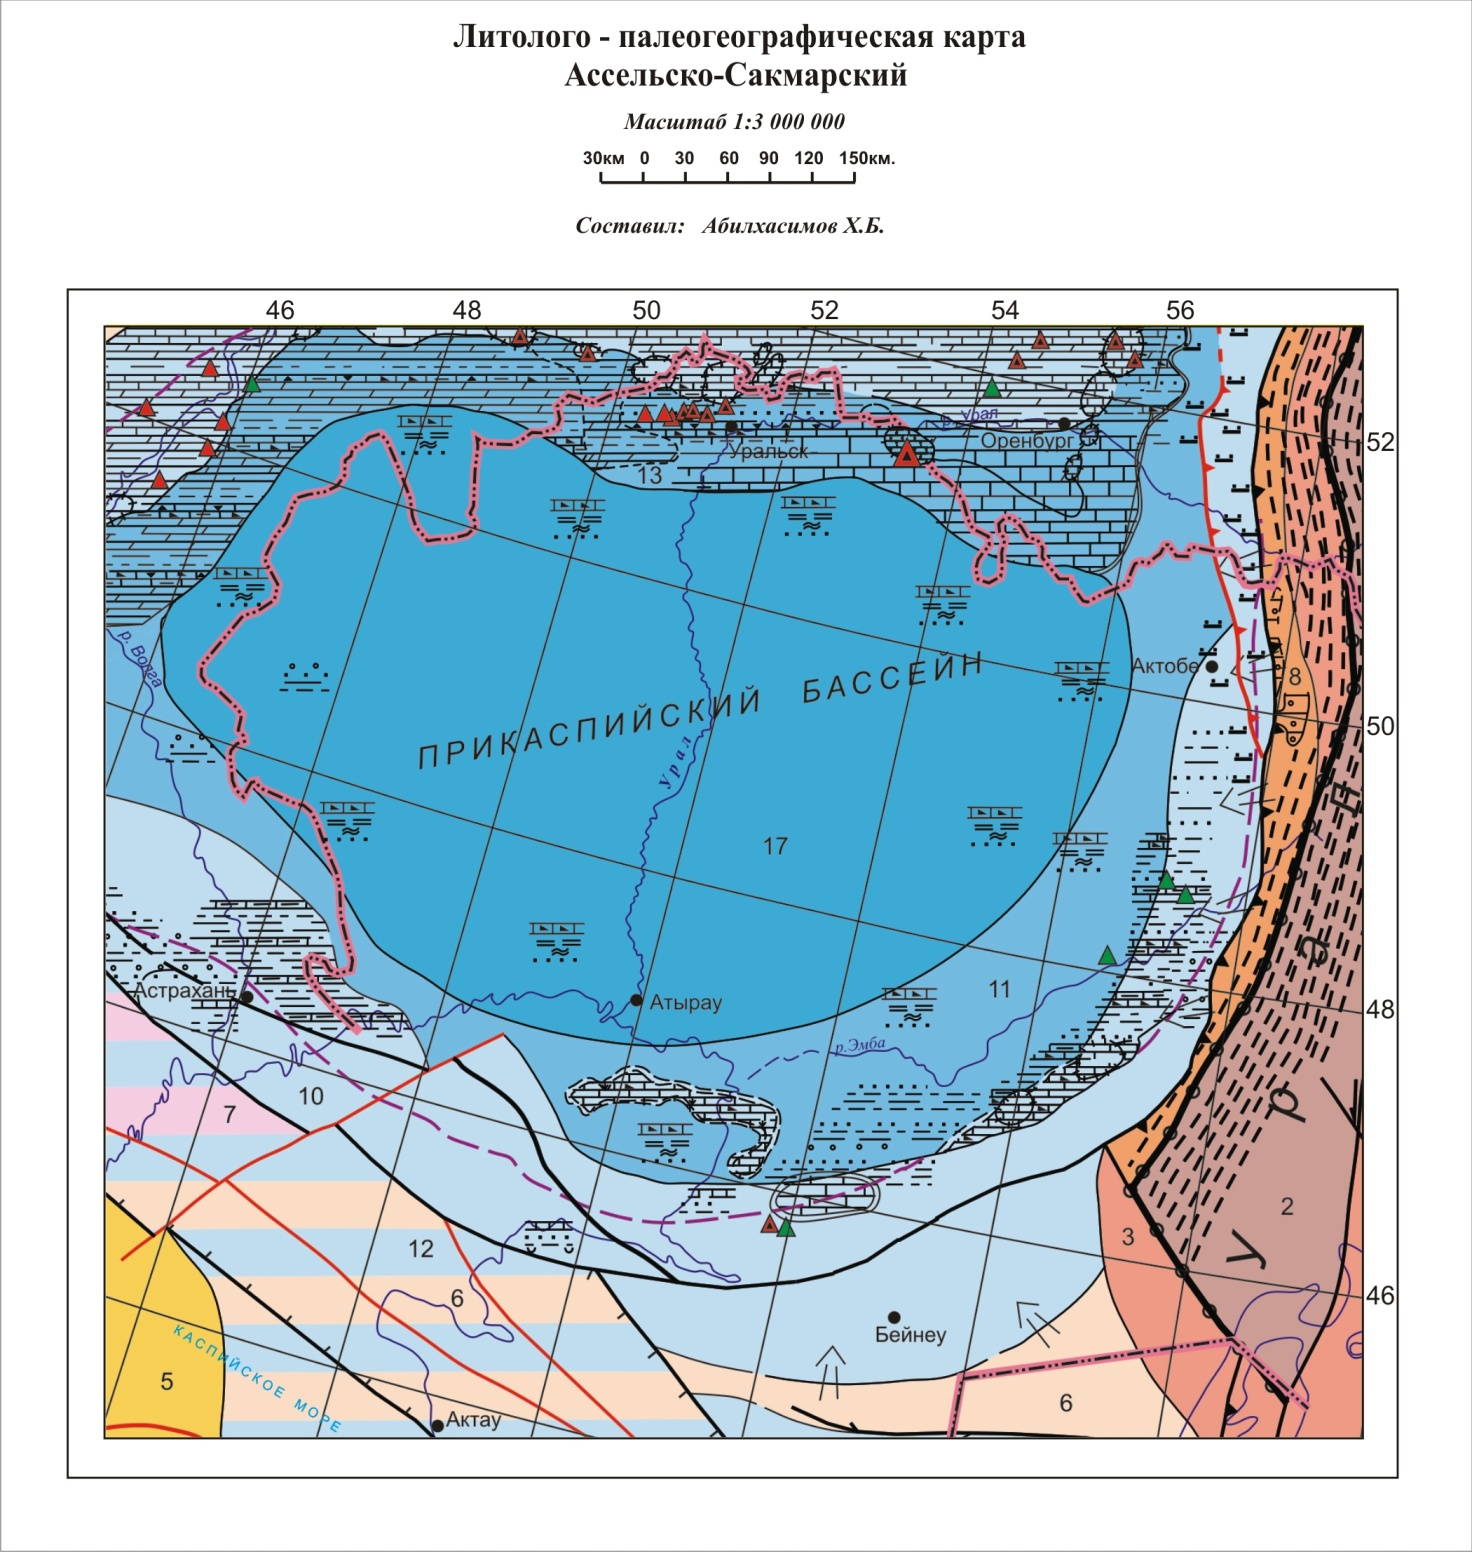 Литолого - палеогеографическая карта
Ассельско-Сакмарский
Масштаб 1:3 000 000
30км 0 30 60 90 120 150км.
Составил: Абилхасимов Х.Б.
46 48 50 52 54 56
р. Урал
Оренбург
52
Уральск
13
р. Волга
Актобе
8
ПРИКАСПИЙСКИЙ БАССЕЙН
50
Урал
17
Л
а
Астрахань
Атырау
11
48
р.Эмба
10
7
р
2
У
3
12
6
46
Бейнеу
КАСПИЙСКОЕ МОРЕ
5
6
Актау